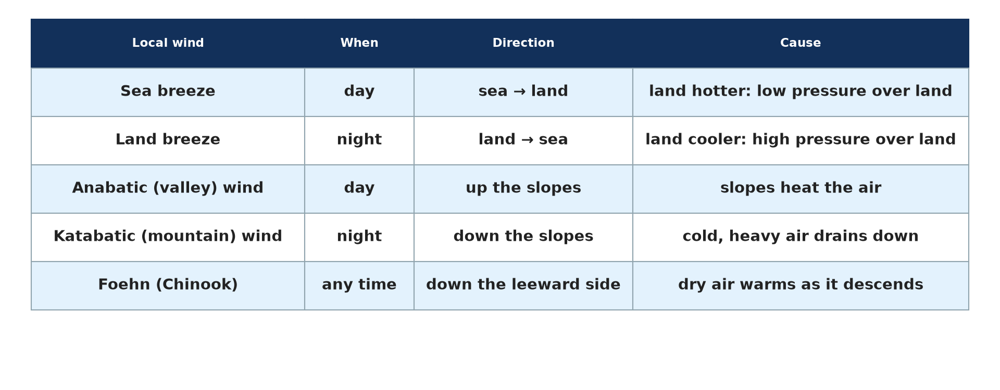 Local wind When Direction Cause
Sea breeze day sea → land land hotter: low pressure over land
Land breeze night land → sea land cooler: high pressure over land
Anabatic (valley) wind day up the slopes slopes heat the air
Katabatic (mountain) wind night down the slopes cold, heavy air drains down
Foehn (Chinook) any time down the leeward side dry air warms as it descends